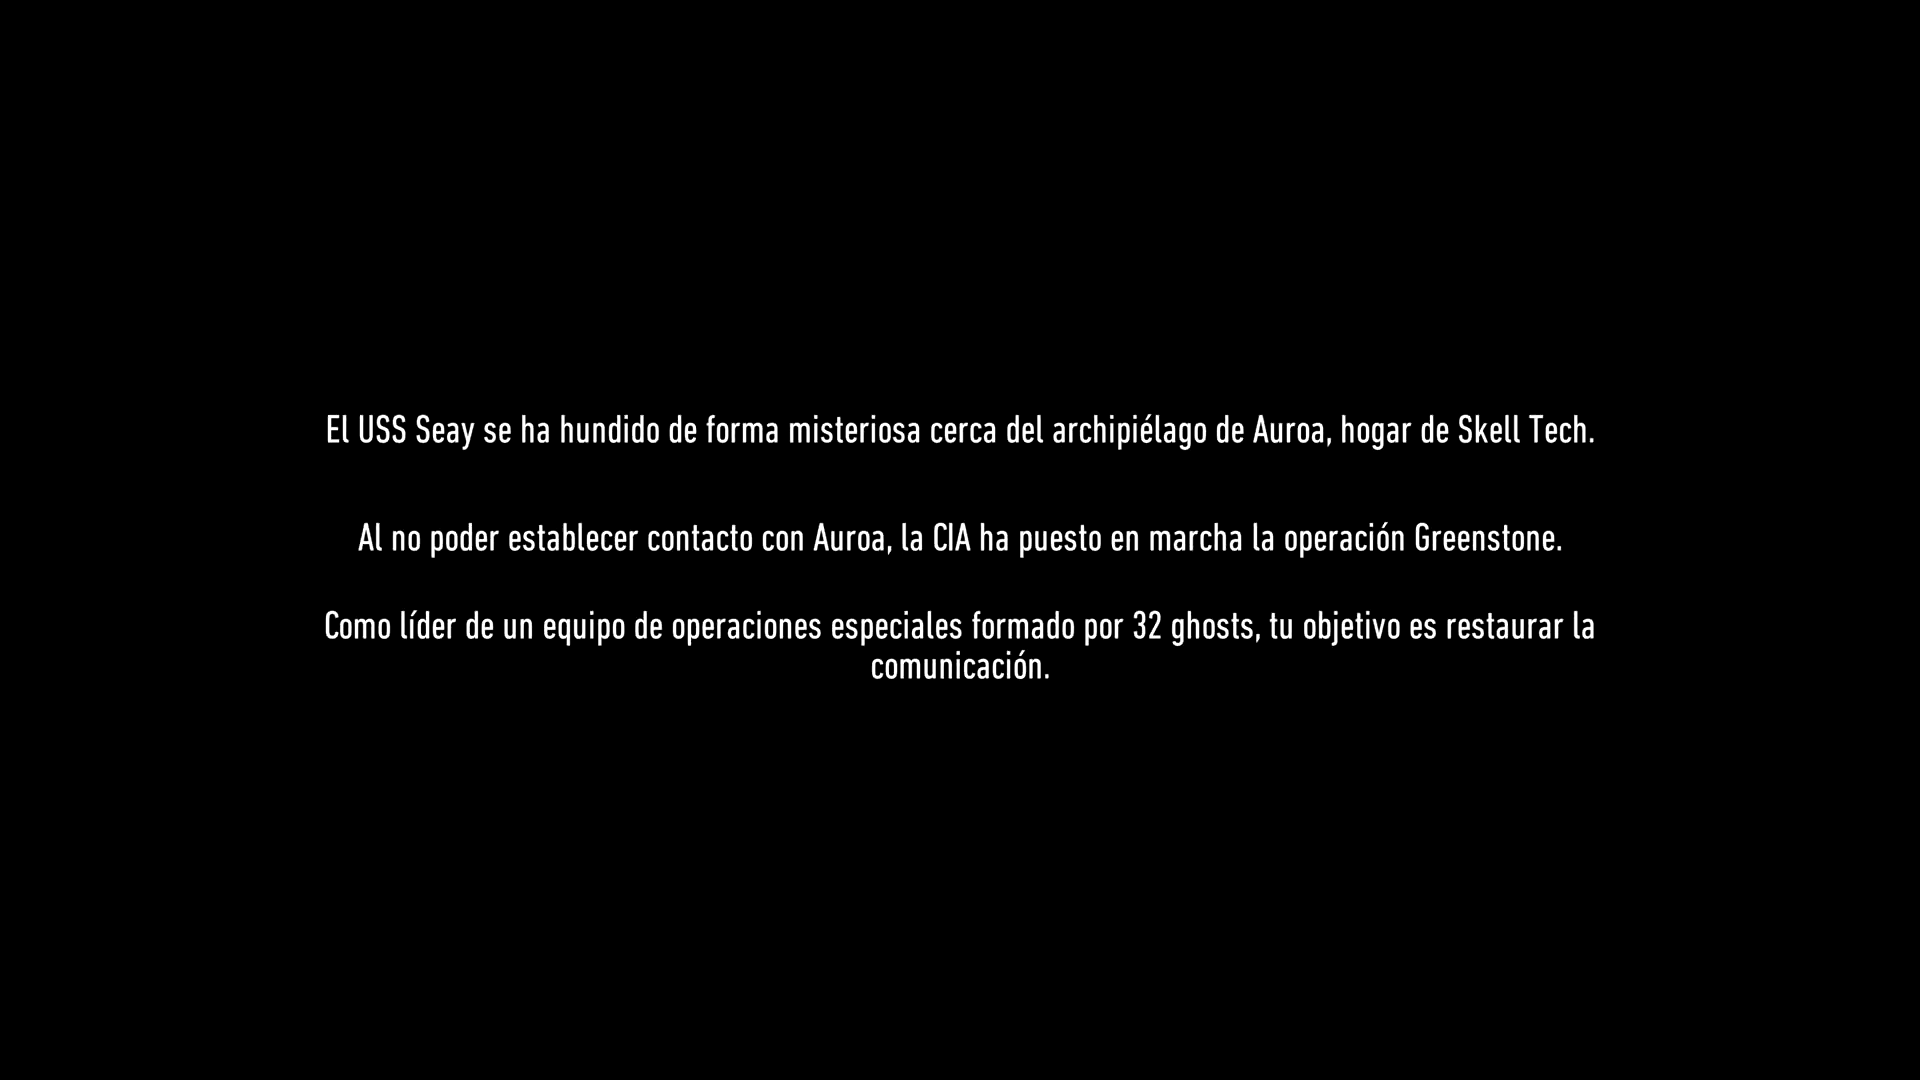 El USS Seay se ha hundido de forma misteriosa cerca del archipiélago de Auroa, hogar de Skell Tech.
Al no poder establecer contacto con Auroa, la CIA ha puesto en marcha la operación Greenstone.
Como líder de un equipo de operaciones especiales formado por 32 ghosts, tu objetivo es restaurar la
comunicación.